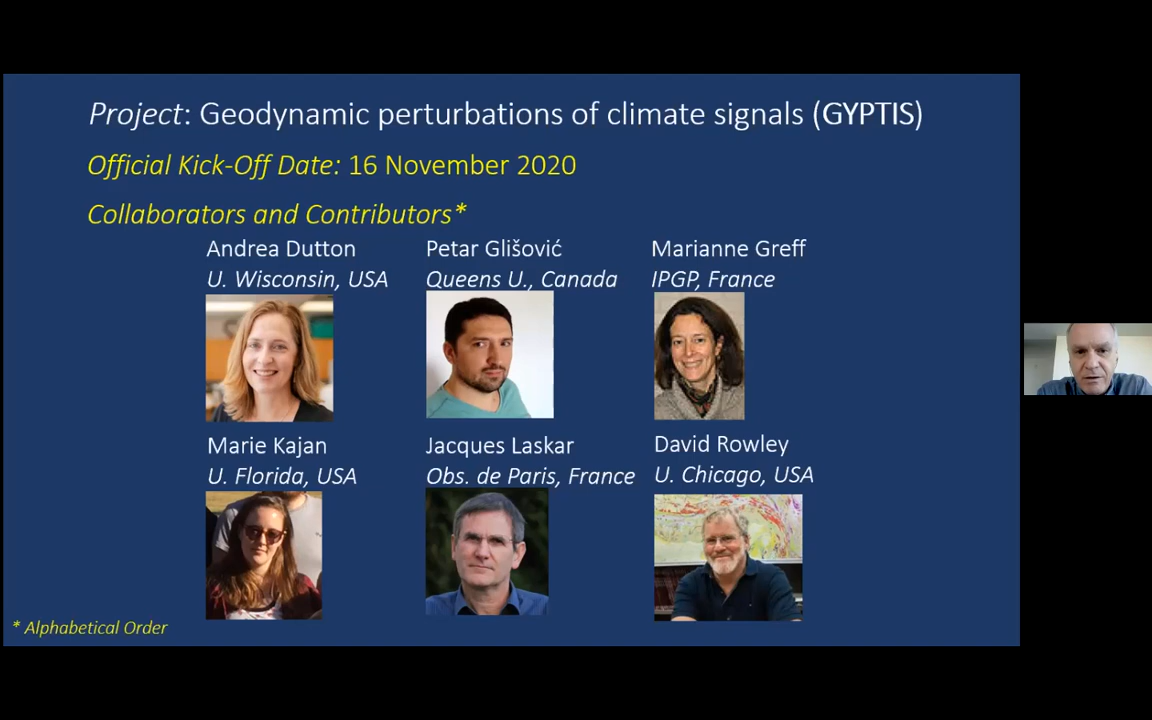 Project: Geodynamic perturbations of climate signals (GYPTIS)
Official Kick-Off Date: 16 November 2020
Collaborators and Contributors*
Andrea Dutton
U. Wisconsin, USA
Petar Glišović
Queens U., Canada
Marianne Greff
IPGP, France
Marie Kajan
U. Florida, USA
Jacques Laskar
Obs. de Paris, France
David Rowley
U. Chicago, USA
* Alphabetical Order